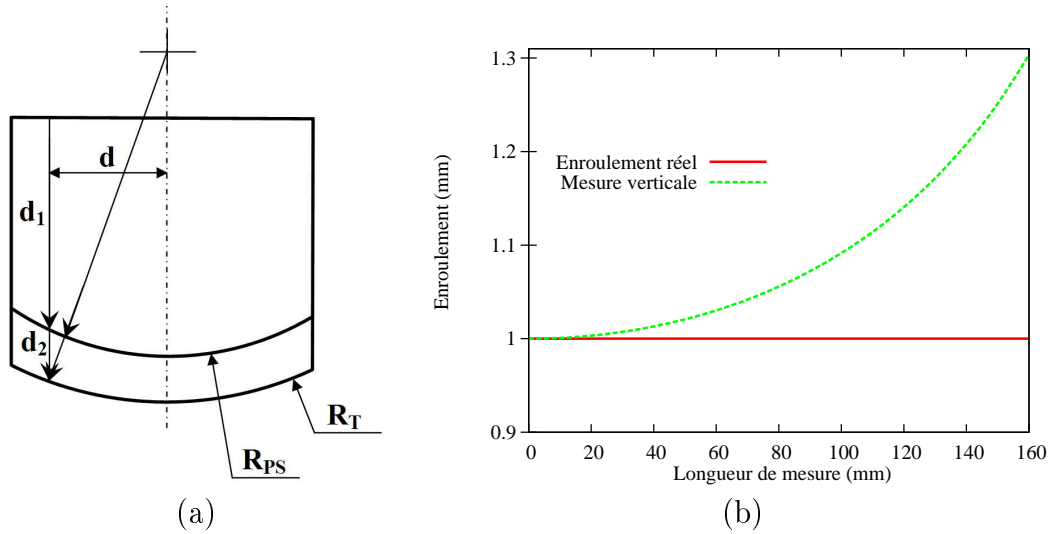 d
d1
d2
RT
RPS
(a)
1.3
1.2
1.1
1
0.9
Enroulement (mm)
Enroulement réel
Mesure verticale
0 20 40 60 80 100 120 140 160
Longueur de mesure (mm)
(b)